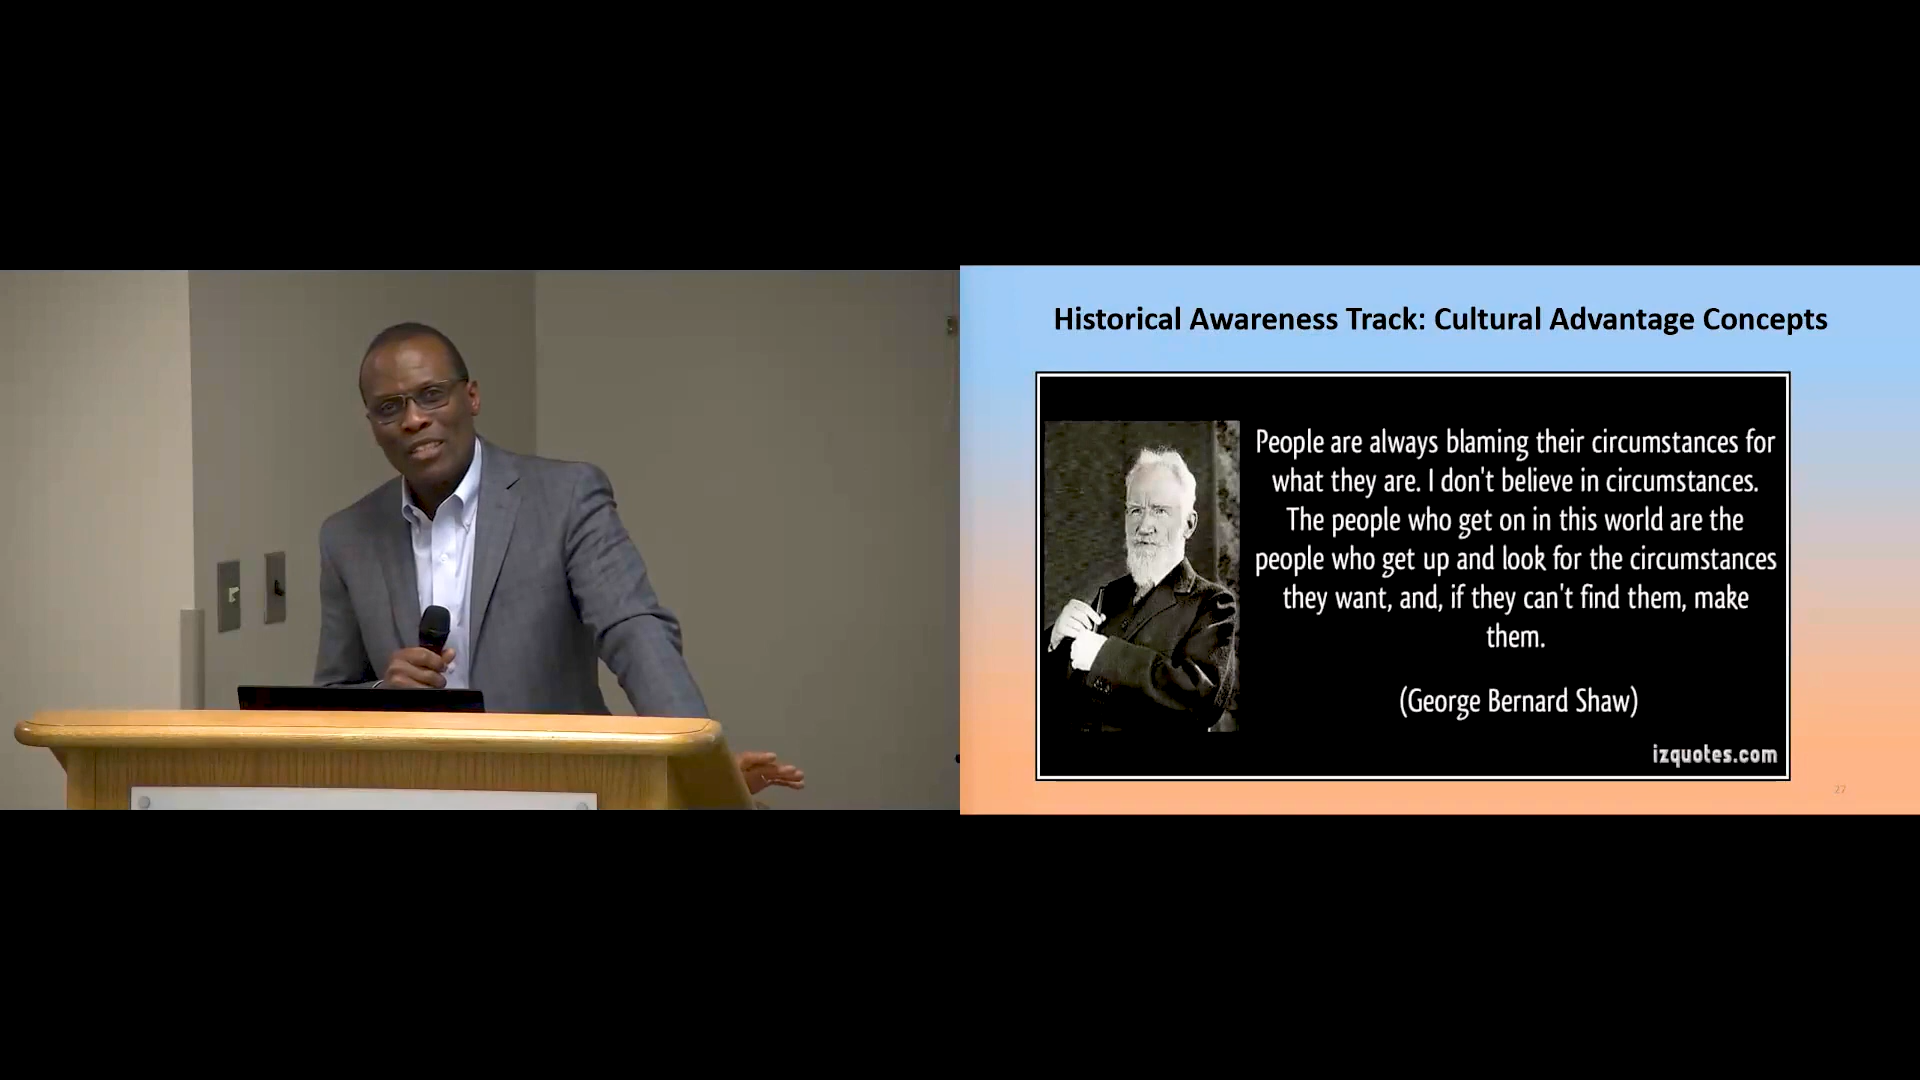 Historical Awareness Track: Cultural Advantage Concepts
People are always blaming their circumstances for
what they are. I don't believe in circumstances.
The people who get on in this world are the
people who get up and look for the circumstances
they want, and, if they can't find them, make
them.
(George Bernard Shaw)
izquotes.com
27